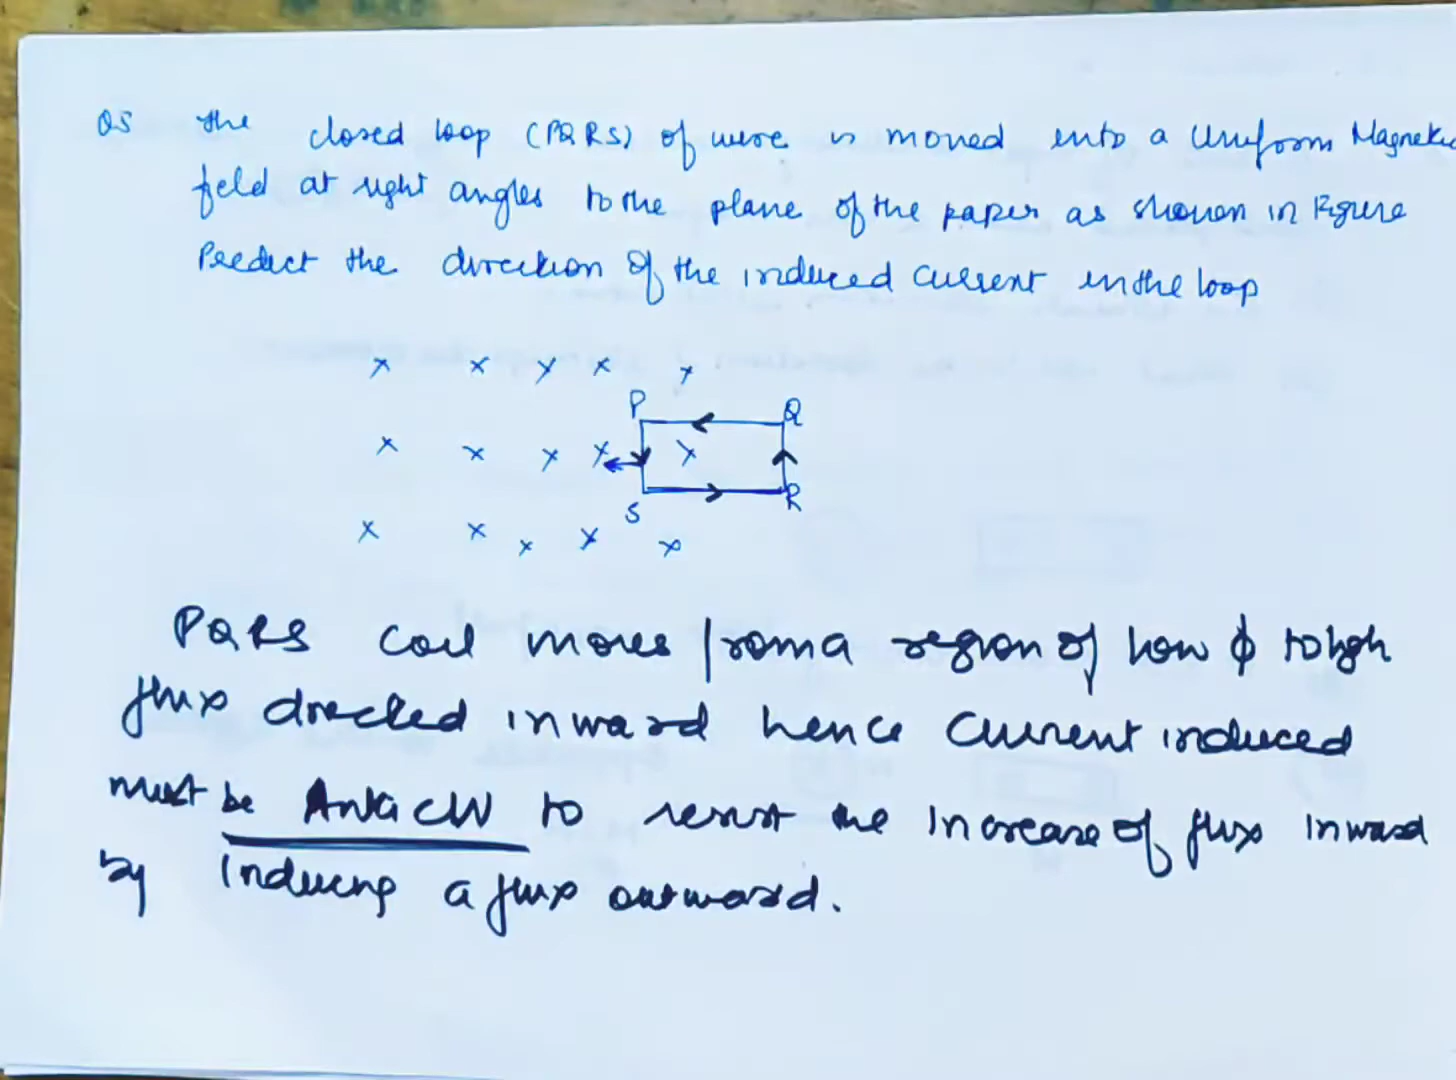 Q5 the closed loop (PQRS) of wire is moved into a uniform Magnetic
field at right angles to the plane of the paper as shown in Figure
Predict the direction of the induced current in the loop
x x x x x
P Q
x x x x x
S R
x x x x x
PQRS coil moves from a region of low ϕ to high
flux directed inward hence current induced
must be Anti CW to resist the increase of flux inward
by inducing a flux outward.